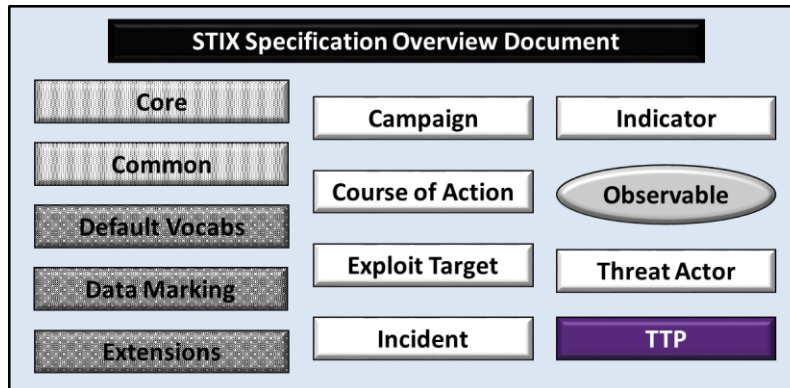 STIX Specification Overview Document
Core
Common
Default Vocabs
Data Marking
Extensions
Campaign
Course of Action
Exploit Target
Incident
Indicator
Observable
Threat Actor
TTP